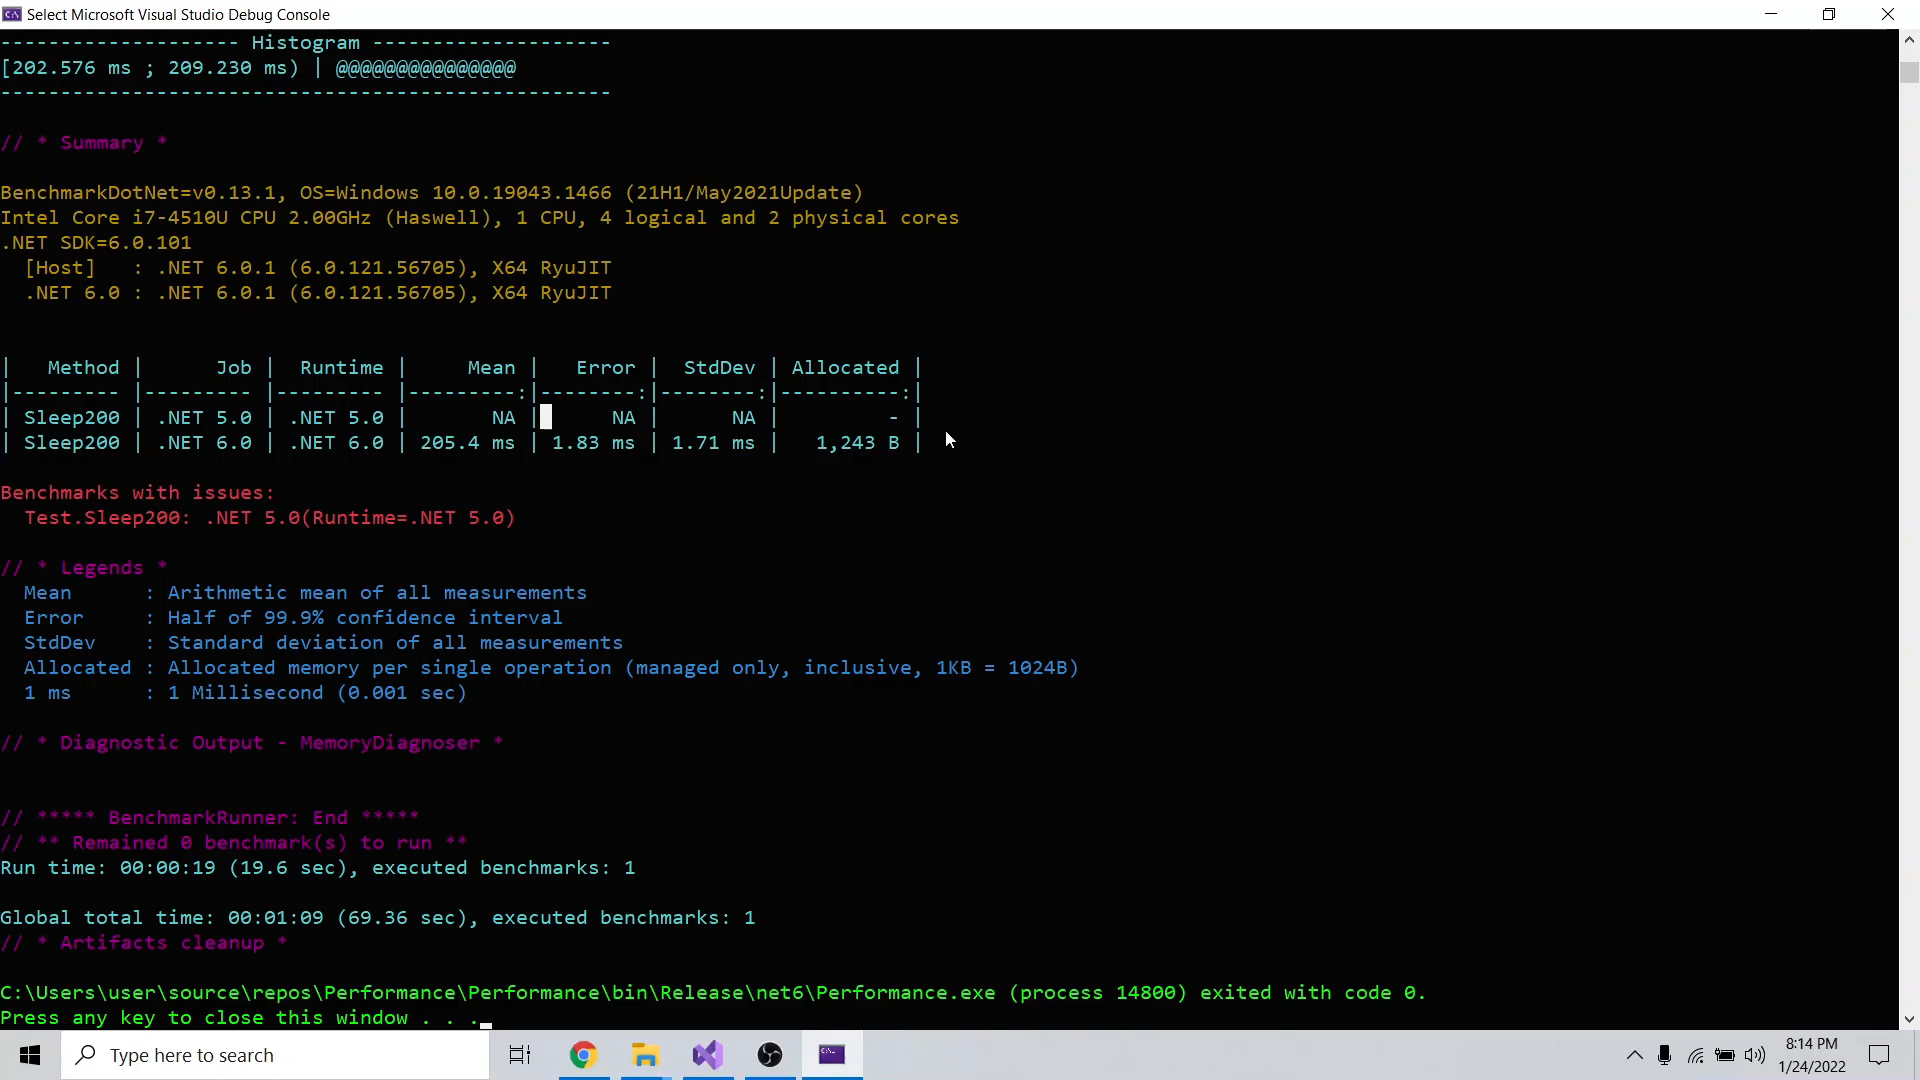 Select Microsoft Visual Studio Debug Console
-------------------- Histogram --------------------
[202.576 ms ; 209.230 ms) | @@@@@@@@@@@@@@@
---------------------------------------------------
// * Summary *
BenchmarkDotNet=v0.13.1, OS=Windows 10.0.19043.1466 (21H1/May2021Update)
Intel Core i7-4510U CPU 2.00GHz (Haswell), 1 CPU, 4 logical and 2 physical cores
.NET SDK=6.0.101
  [Host]   : .NET 6.0.1 (6.0.121.56705), X64 RyuJIT
  .NET 6.0 : .NET 6.0.1 (6.0.121.56705), X64 RyuJIT
|   Method |      Job |  Runtime |     Mean |   Error |  StdDev | Allocated |
|--------- |--------- |--------- |---------:|--------:|--------:|----------:|
| Sleep200 | .NET 5.0 | .NET 5.0 |       NA |      NA |      NA |         - |
| Sleep200 | .NET 6.0 | .NET 6.0 | 205.4 ms | 1.83 ms | 1.71 ms |   1,243 B |
Benchmarks with issues:
  Test.Sleep200: .NET 5.0(Runtime=.NET 5.0)
// * Legends *
  Mean      : Arithmetic mean of all measurements
  Error     : Half of 99.9% confidence interval
  StdDev    : Standard deviation of all measurements
  Allocated : Allocated memory per single operation (managed only, inclusive, 1KB = 1024B)
  1 ms      : 1 Millisecond (0.001 sec)
// * Diagnostic Output - MemoryDiagnoser *
// ***** BenchmarkRunner: End *****
// ** Remained 0 benchmark(s) to run **
Run time: 00:00:19 (19.6 sec), executed benchmarks: 1
Global total time: 00:01:09 (69.36 sec), executed benchmarks: 1
// * Artifacts cleanup *
C:\Users\user\source\repos\Performance\Performance\bin\Release\net6\Performance.exe (process 14800) exited with code 0.
Press any key to close this window . . .
Type here to search
8:14 PM
1/24/2022